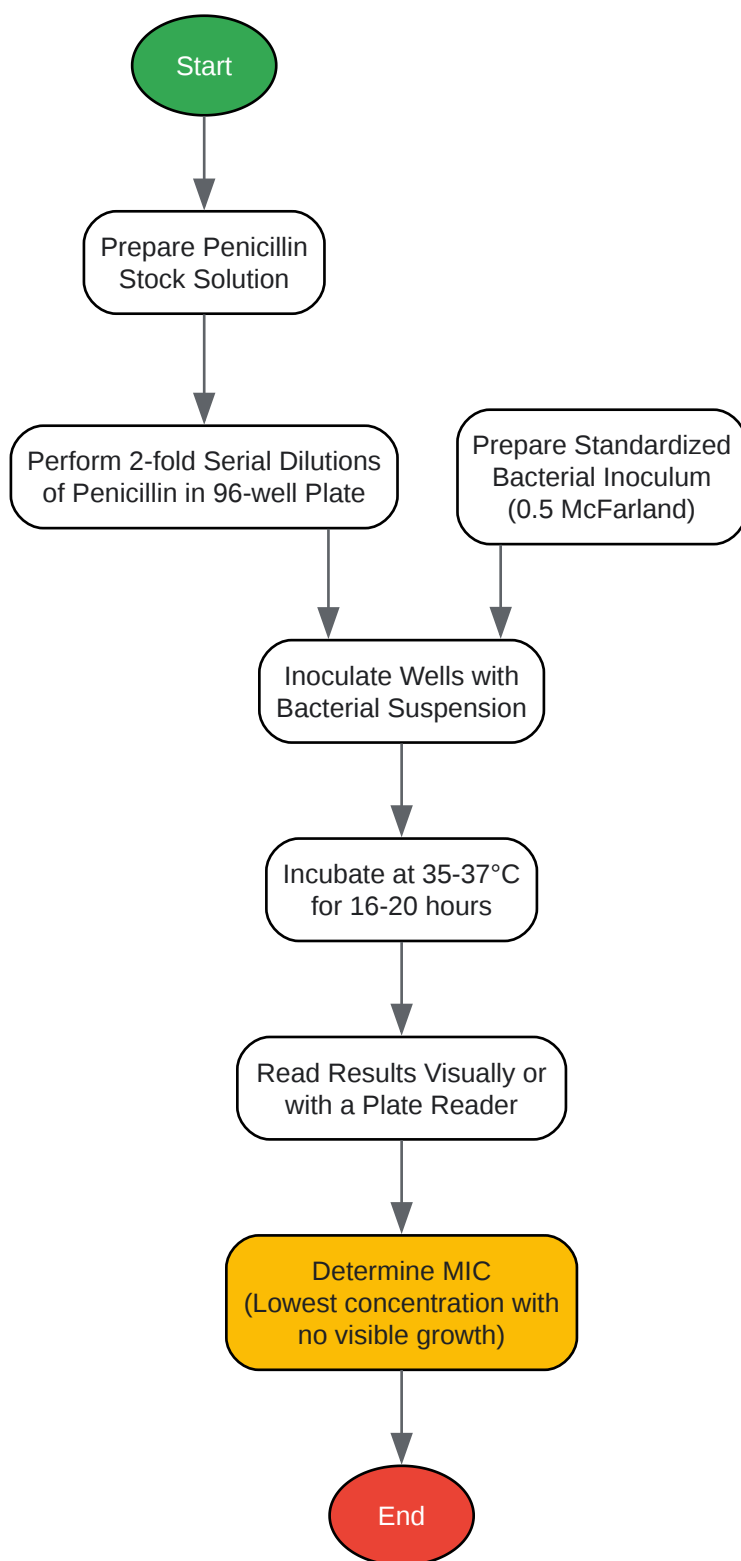 Start
Prepare Penicillin
Stock Solution
Perform 2-fold Serial Dilutions
of Penicillin in 96-well Plate
Prepare Standardized
Bacterial Inoculum
(0.5 McFarland)
Inoculate Wells with
Bacterial Suspension
Incubate at 35-37°C
for 16-20 hours
Read Results Visually or
with a Plate Reader
Determine MIC
(Lowest concentration with
no visible growth)
End